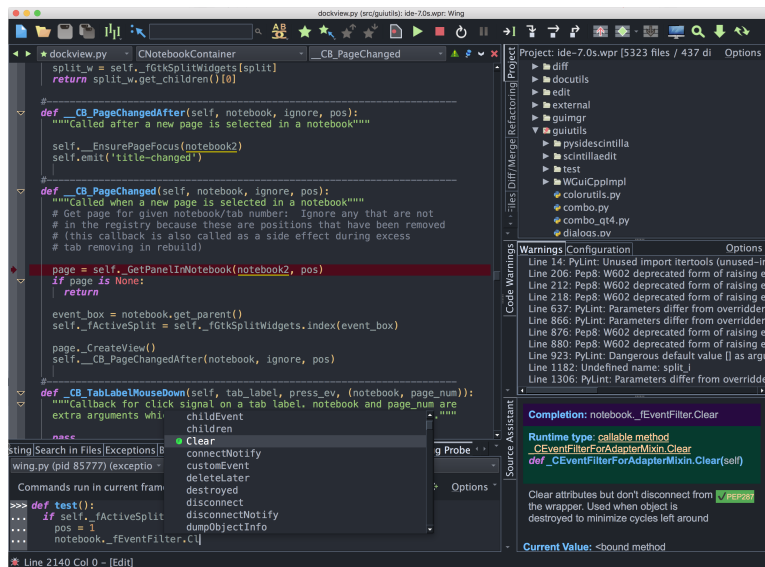 dockview.py (src/guiutils): ide-7.0s.wpr: Wing
dockview.py
CNotebookContainer
__CB_PageChanged
split_w = self._fGtkSplitWidgets[split]
return split_w.get_children()[0]
#
def __CB_PageChangedAfter(self, notebook, ignore, pos):
"""Called after a new page is selected in a notebook"""
self.__EnsurePageFocus(notebook2)
self.emit('title-changed')
#
def __CB_PageChanged(self, notebook, ignore, pos):
"""Called when a new page is selected in a notebook"""
# Get page for given notebook/tab number:  Ignore any that are not
# in the registry because these are positions that have been removed
# (this callback is also called as a side effect during excess
# tab removing in rebuild)
page = self._GetPanelInNotebook(notebook2, pos)
if page is None:
return
event_box = notebook.get_parent()
self._fActiveSplit = self._fGtkSplitWidgets.index(event_box)
page._CreateView()
self.__CB_PageChangedAfter(notebook, ignore, pos)
#
def _CB_TabLabelMouseDown(self, tab_label, press_ev, (notebook, page_num)):
"""Callback for click signal on a tab label. notebook and page_num are
extra arguments whi
."""
pass
childEvent
children
Clear
connectNotify
customEvent
deleteLater
destroyed
disconnect
disconnectNotify
dumpObjectInfo
sting
Search in Files
Exceptions
B
g Probe
wing.py (pid 85777) (exceptio
Commands run in current fram
Options
>>> def test():
... if self._fActiveSplit
... pos = 1
... notebook._fEventFilter.Cl
Line 2140 Col 0 – [Edit]
Project
Refactoring
Diff/Merge
Files
Project: ide-7.0s.wpr [5323 files / 437 di
Options
diff
docutils
edit
external
guimgr
guiutils
pysidescintilla
scintillaedit
test
WGuiCppImpl
colorutils.py
combo.py
combo_qt4.py
dialogs.py
Code Warnings
Warnings
Configuration
Options
Line 14: PyLint: Unused import itertools (unused-i
Line 206: Pep8: W602 deprecated form of raising e
Line 212: Pep8: W602 deprecated form of raising e
Line 218: Pep8: W602 deprecated form of raising e
Line 637: PyLint: Parameters differ from overridder
Line 866: PyLint: Parameters differ from overridder
Line 876: Pep8: W602 deprecated form of raising e
Line 880: Pep8: W602 deprecated form of raising e
Line 923: PyLint: Dangerous default value [] as argu
Line 1182: Undefined name: split_i
Line 1306: PyLint: Parameters differ from overridde
Source Assistant
Completion: notebook._fEventFilter.Clear
Runtime type: callable method
_CEventFilterForAdapterMixin.Clear
def _CEventFilterForAdapterMixin.Clear(self)
Clear attributes but don't disconnect from
PEP287
the wrapper. Used when object is
destroyed to minimize cycles left around
Current Value: <bound method